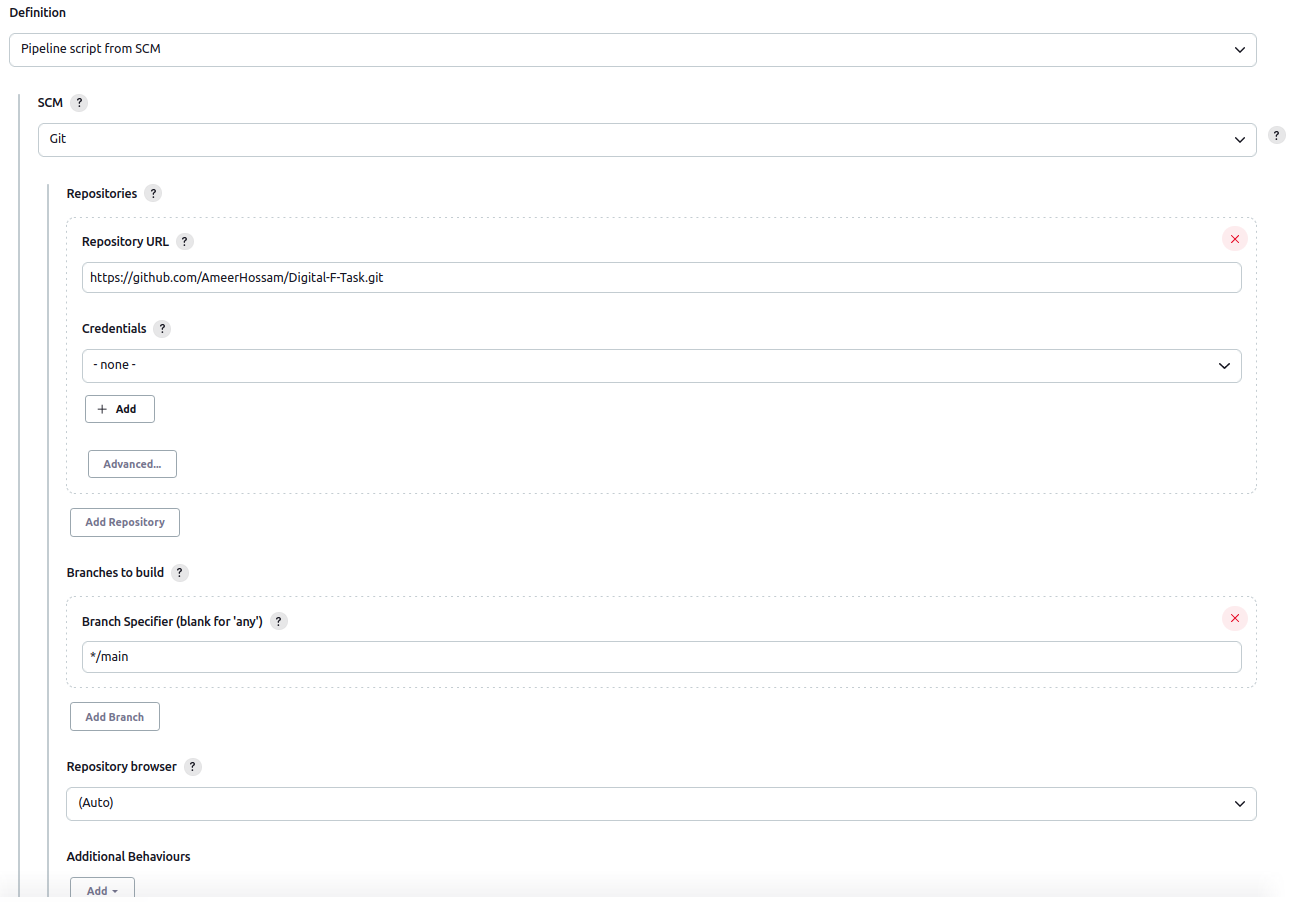 Definition
Pipeline script from SCM
SCM ?
Git
?
Repositories ?
Repository URL ?
https://github.com/AmeerHossam/Digital-F-Task.git
Credentials ?
- none -
+ Add
Advanced...
Add Repository
Branches to build ?
Branch Specifier (blank for 'any') ?
*/main
Add Branch
Repository browser ?
(Auto)
Additional Behaviours
Add